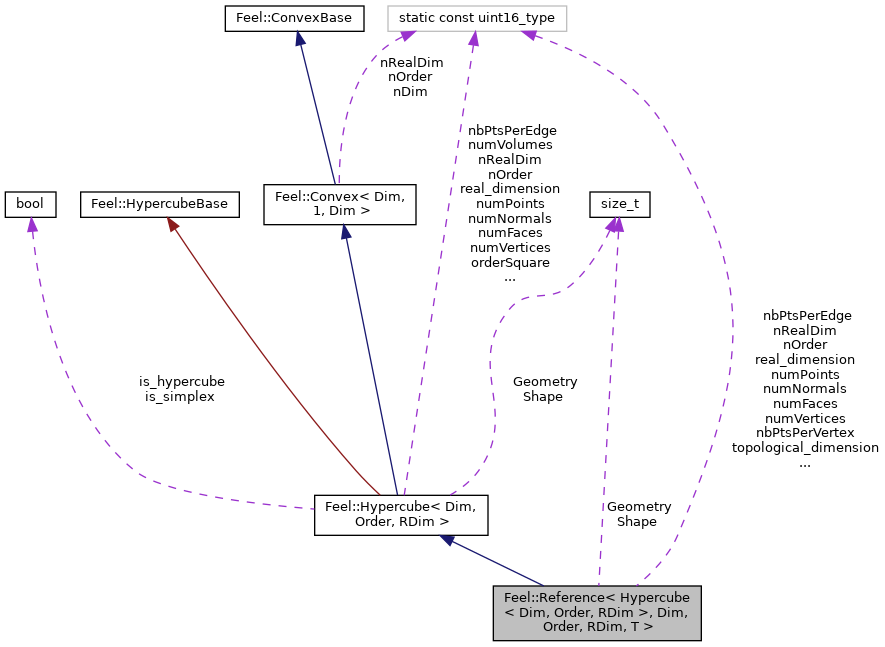 Feel::ConvexBase
static const uint16_type
nRealDim
nOrder
nDim
nbPtsPerEdge
numVolumes
nRealDim
nOrder
real_dimension
numPoints
numNormals
numFaces
numVertices
orderSquare
...
bool
Feel::HypercubeBase
Feel::Convex< Dim,
1, Dim >
size_t
nbPtsPerEdge
nRealDim
nOrder
real_dimension
numPoints
numNormals
numFaces
numVertices
nbPtsPerVertex
topological_dimension
...
is_hypercube
is_simplex
Geometry
Shape
Feel::Hypercube< Dim,
Order, RDim >
Geometry
Shape
Feel::Reference< Hypercube
< Dim, Order, RDim >, Dim,
Order, RDim, T >